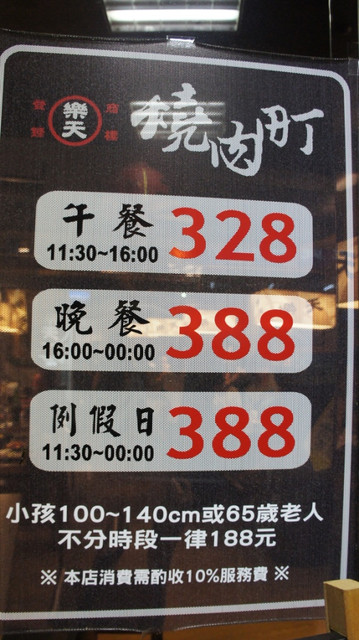 樂天
燒肉町
午餐 328
11:30~16:00
晚餐 388
16:00~00:00
例假日 388
11:30~00:00
小孩100~140cm或65歲老人
不分時段一律188元
※ 本店消費需酌收10%服務費 ※